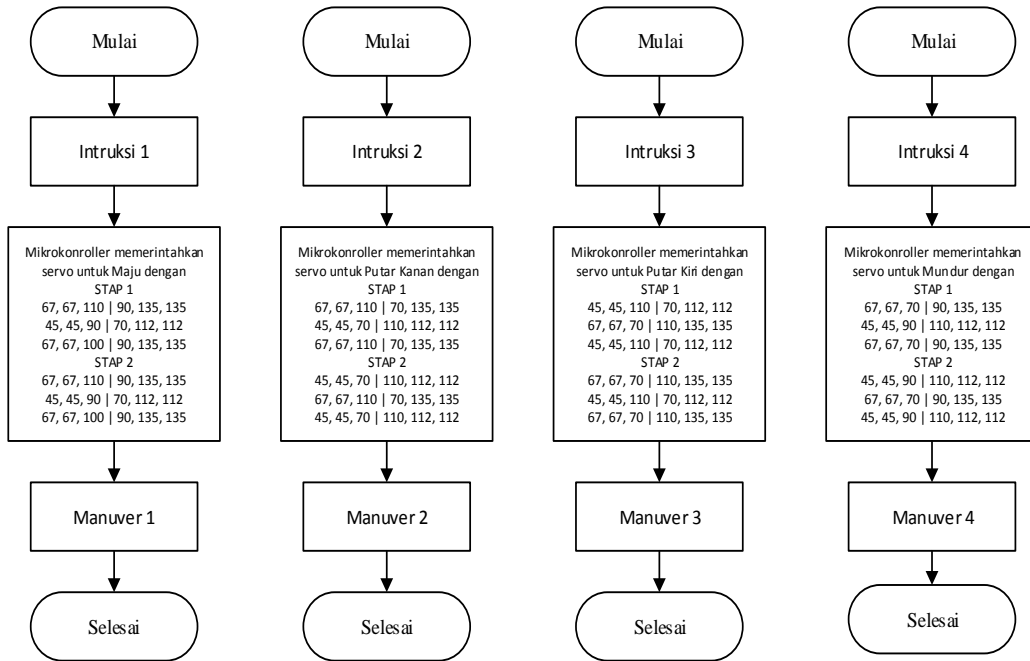 Mulai
Intruksi 1
Mikrokonroller memerintahkan
servo untuk Maju dengan
STAP 1
67, 67, 110 | 90, 135, 135
45, 45, 90 | 70, 112, 112
67, 67, 100 | 90, 135, 135
STAP 2
67, 67, 110 | 90, 135, 135
45, 45, 90 | 70, 112, 112
67, 67, 100 | 90, 135, 135
Manuver 1
Selesai
Mulai
Intruksi 2
Mikrokonroller memerintahkan
servo untuk Putar Kanan dengan
STAP 1
67, 67, 110 | 70, 135, 135
45, 45, 70 | 110, 112, 112
67, 67, 110 | 70, 135, 135
STAP 2
45, 45, 70 | 110, 112, 112
67, 67, 110 | 70, 135, 135
45, 45, 70 | 110, 112, 112
Manuver 2
Selesai
Mulai
Intruksi 3
Mikrokonroller memerintahkan
servo untuk Putar Kiri dengan
STAP 1
45, 45, 110 | 70, 112, 112
67, 67, 70 | 110, 135, 135
45, 45, 110 | 70, 112, 112
STAP 2
67, 67, 70 | 110, 135, 135
45, 45, 110 | 70, 112, 112
67, 67, 70 | 110, 135, 135
Manuver 3
Selesai
Mulai
Intruksi 4
Mikrokonroller memerintahkan
servo untuk Mundur dengan
STAP 1
67, 67, 70 | 90, 135, 135
45, 45, 90 | 110, 112, 112
67, 67, 70 | 90, 135, 135
STAP 2
45, 45, 90 | 110, 112, 112
67, 67, 70 | 90, 135, 135
45, 45, 90 | 110, 112, 112
Manuver 4
Selesai